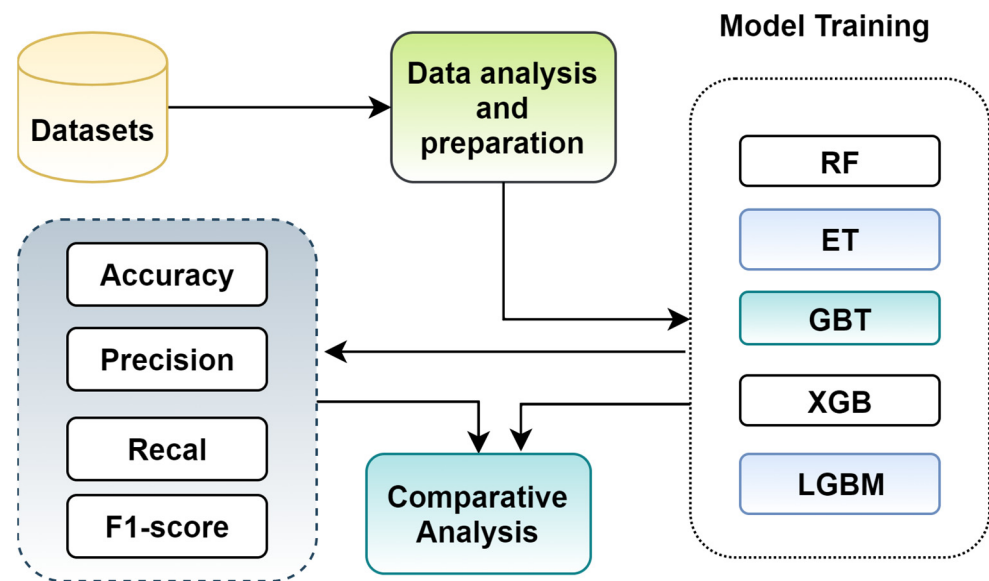 Model Training
Datasets
Data analysis
and
preparation
RF
ET
GBT
XGB
LGBM
Accuracy
Precision
Recal
F1-score
Comparative
Analysis